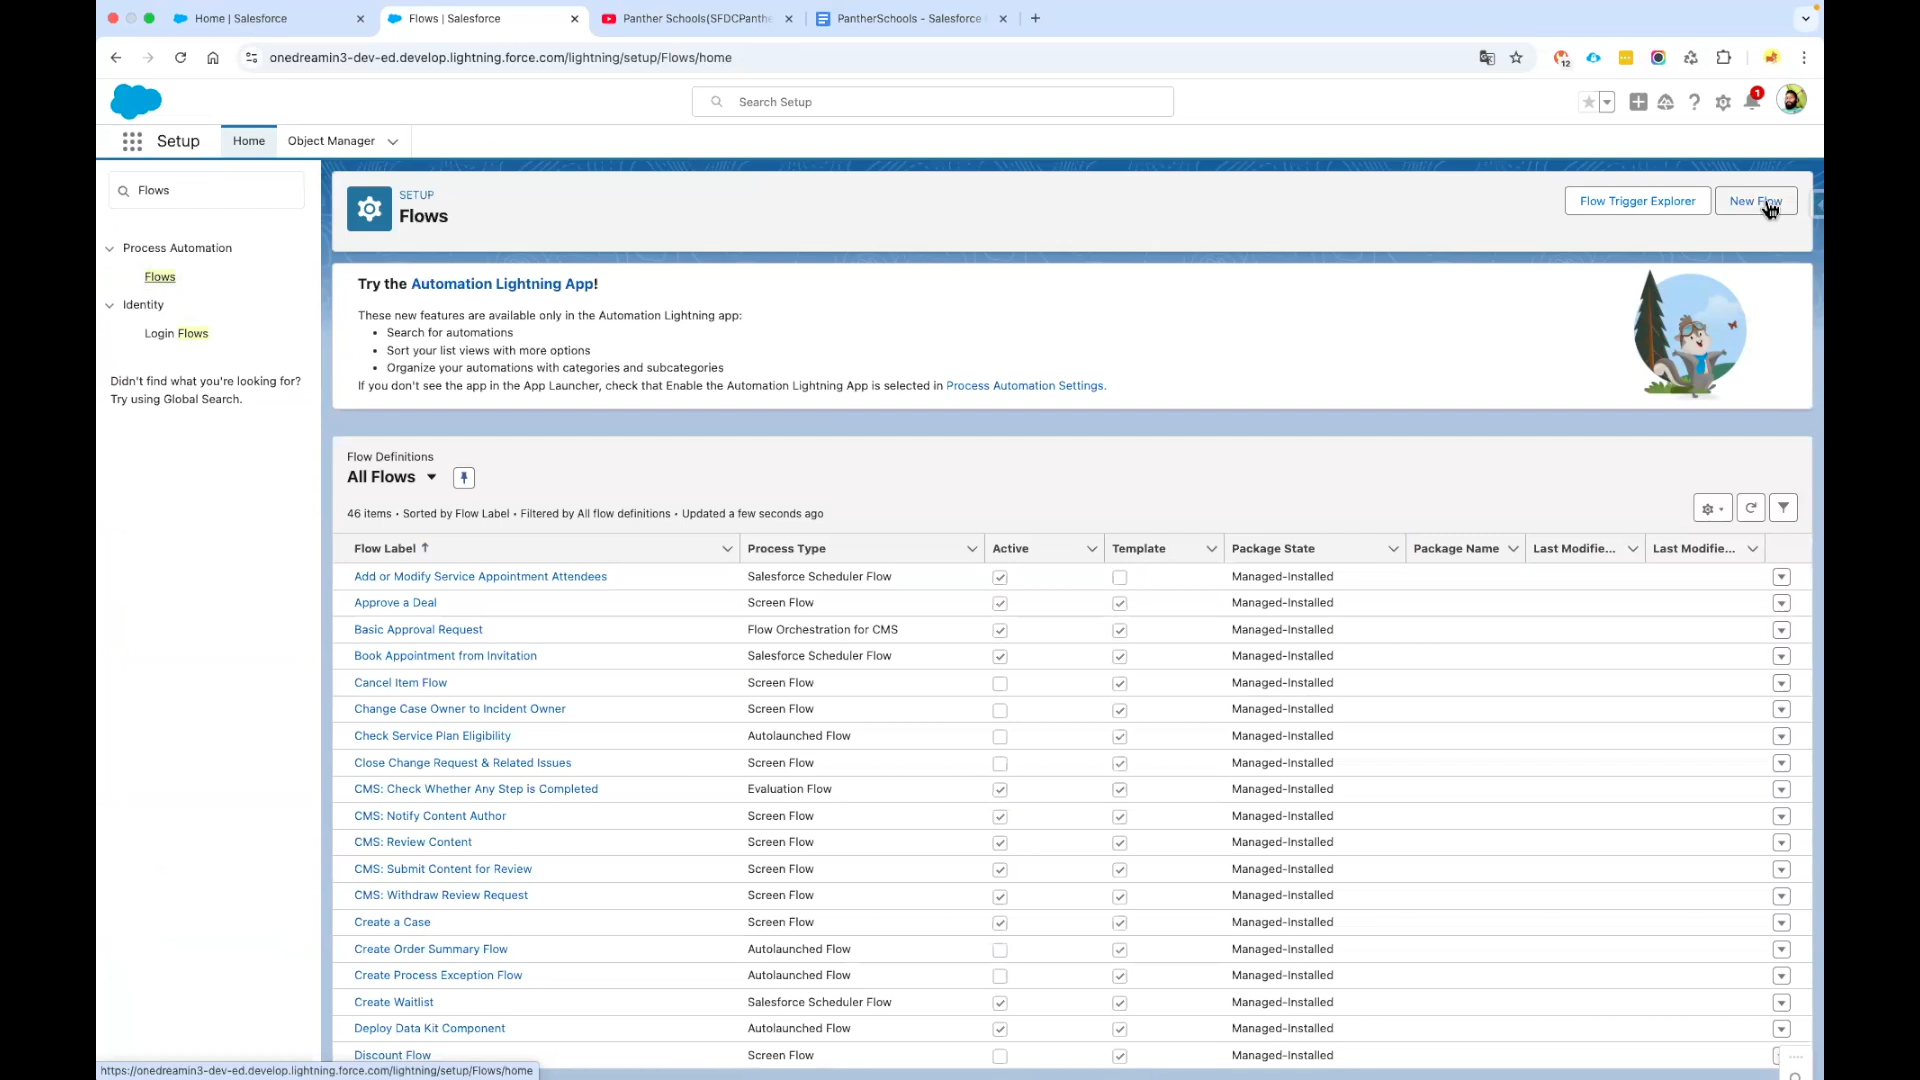 Home | Salesforce
Flows | Salesforce
Panther Schools(SFDCPanthe
PantherSchools - Salesforce
onedreamin3-dev-ed.develop.lightning.force.com/lightning/setup/Flows/home
12
Search Setup
1
Setup
Home
Object Manager
Flows
Process Automation
Flows
Identity
Login Flows
Didn't find what you're looking for?
Try using Global Search.
SETUP
Flows
Flow Trigger Explorer
New Flow
Try the Automation Lightning App!
These new features are available only in the Automation Lightning app:
• Search for automations
• Sort your list views with more options
• Organize your automations with categories and subcategories
If you don't see the app in the App Launcher, check that Enable the Automation Lightning App is selected in Process Automation Settings.
Flow Definitions
All Flows
46 items • Sorted by Flow Label • Filtered by All flow definitions • Updated a few seconds ago
Flow Label ↑ Process Type Active Template Package State Package Name Last Modifie... Last Modifie...
Add or Modify Service Appointment Attendees Salesforce Scheduler Flow Managed-Installed
Approve a Deal Screen Flow Managed-Installed
Basic Approval Request Flow Orchestration for CMS Managed-Installed
Book Appointment from Invitation Salesforce Scheduler Flow Managed-Installed
Cancel Item Flow Screen Flow Managed-Installed
Change Case Owner to Incident Owner Screen Flow Managed-Installed
Check Service Plan Eligibility Autolaunched Flow Managed-Installed
Close Change Request & Related Issues Screen Flow Managed-Installed
CMS: Check Whether Any Step is Completed Evaluation Flow Managed-Installed
CMS: Notify Content Author Screen Flow Managed-Installed
CMS: Review Content Screen Flow Managed-Installed
CMS: Submit Content for Review Screen Flow Managed-Installed
CMS: Withdraw Review Request Screen Flow Managed-Installed
Create a Case Screen Flow Managed-Installed
Create Order Summary Flow Autolaunched Flow Managed-Installed
Create Process Exception Flow Autolaunched Flow Managed-Installed
Create Waitlist Salesforce Scheduler Flow Managed-Installed
Deploy Data Kit Component Autolaunched Flow Managed-Installed
Discount Flow Screen Flow Managed-Installed
https://onedreamin3-dev-ed.develop.lightning.force.com/lightning/setup/Flows/home